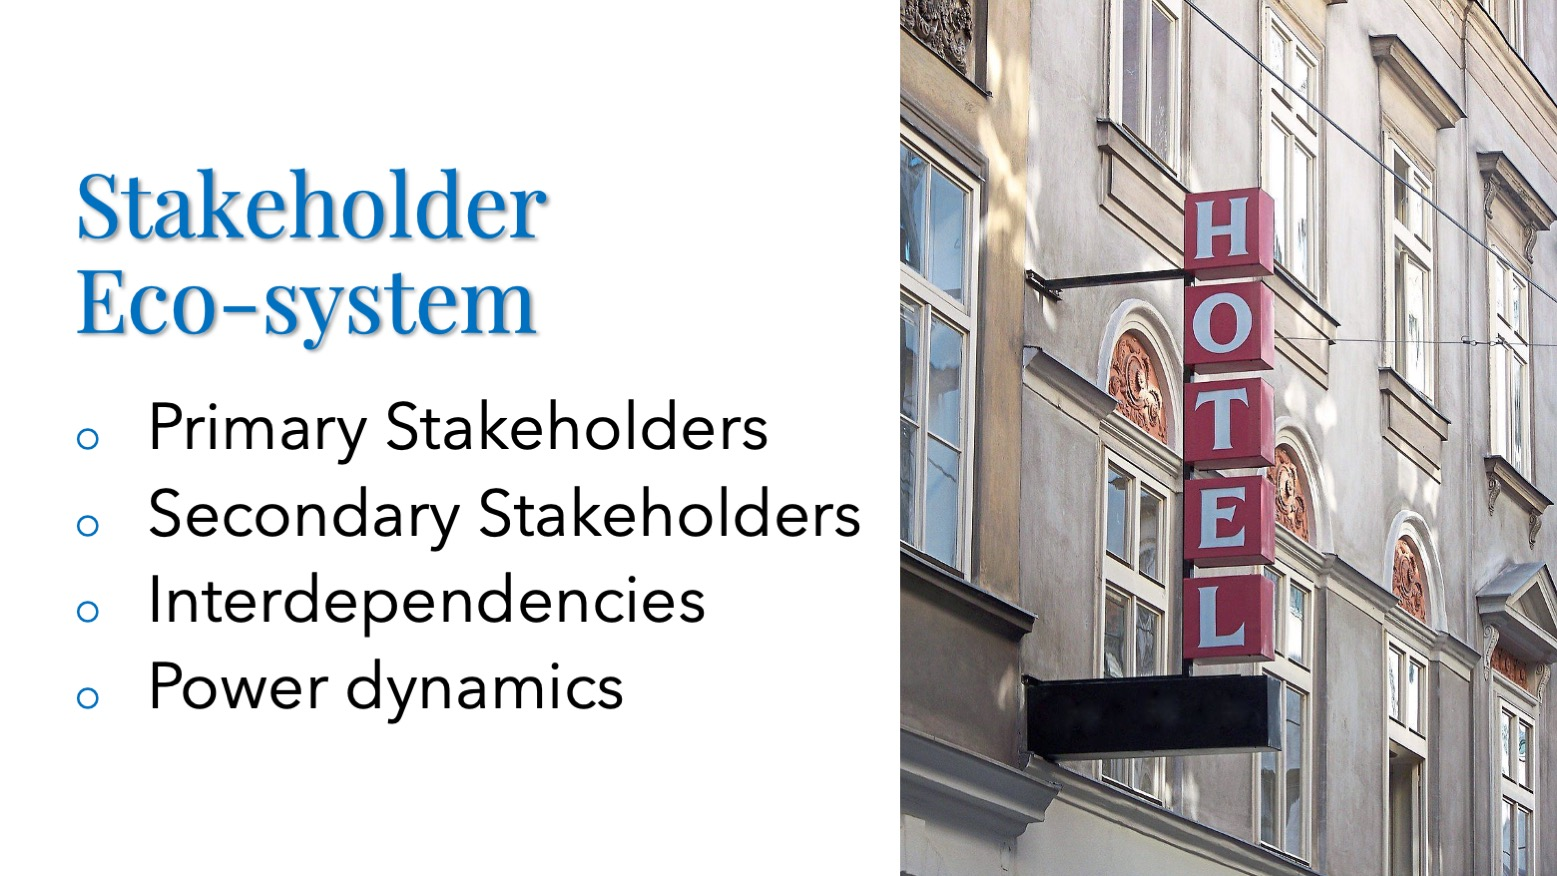 Stakeholder
Eco-system
Primary Stakeholders
Secondary Stakeholders
Interdependencies
Power dynamics
HOTEL